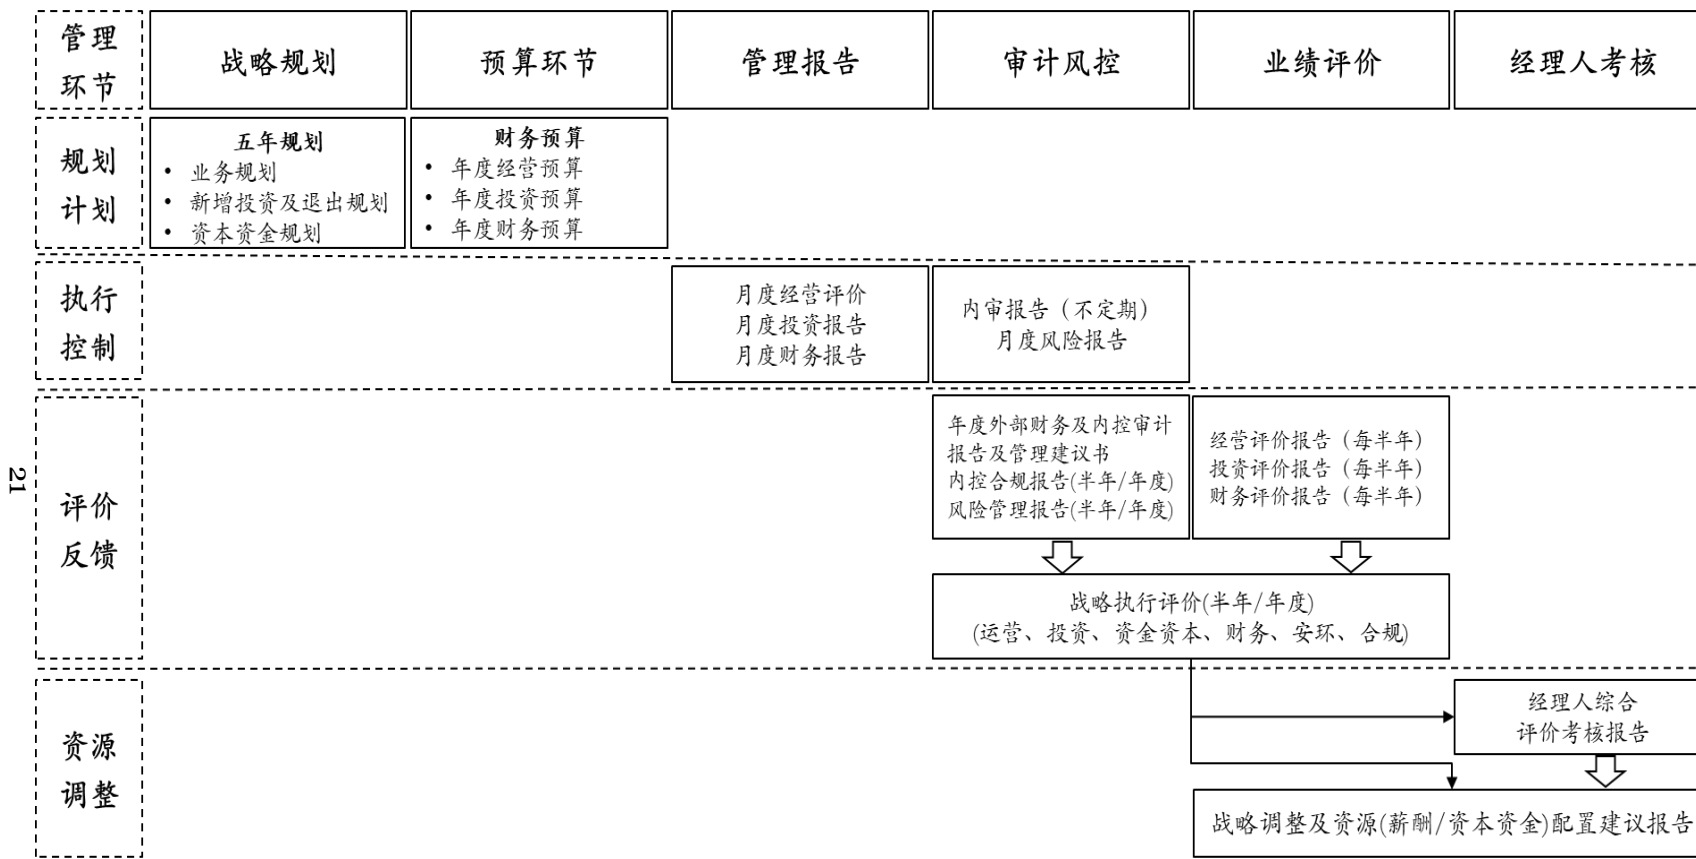 管理
环节
战略规划
预算环节
管理报告
审计风控
业绩评价
经理人考核
规划
计划
五年规划
• 业务规划
• 新增投资及退出规划
• 资本资金规划
财务预算
• 年度经营预算
• 年度投资预算
• 年度财务预算
执行
控制
月度经营评价
月度投资报告
月度财务报告
内审报告（不定期）
月度风险报告
评价
反馈
年度外部财务及内控审计
报告及管理建议书
内控合规报告(半年/年度)
风险管理报告(半年/年度)
经营评价报告（每半年）
投资评价报告（每半年）
财务评价报告（每半年）
战略执行评价(半年/年度)
(运营、投资、资金资本、财务、安环、合规)
资源
调整
经理人综合
评价考核报告
战略调整及资源(薪酬/资本资金)配置建议报告
21